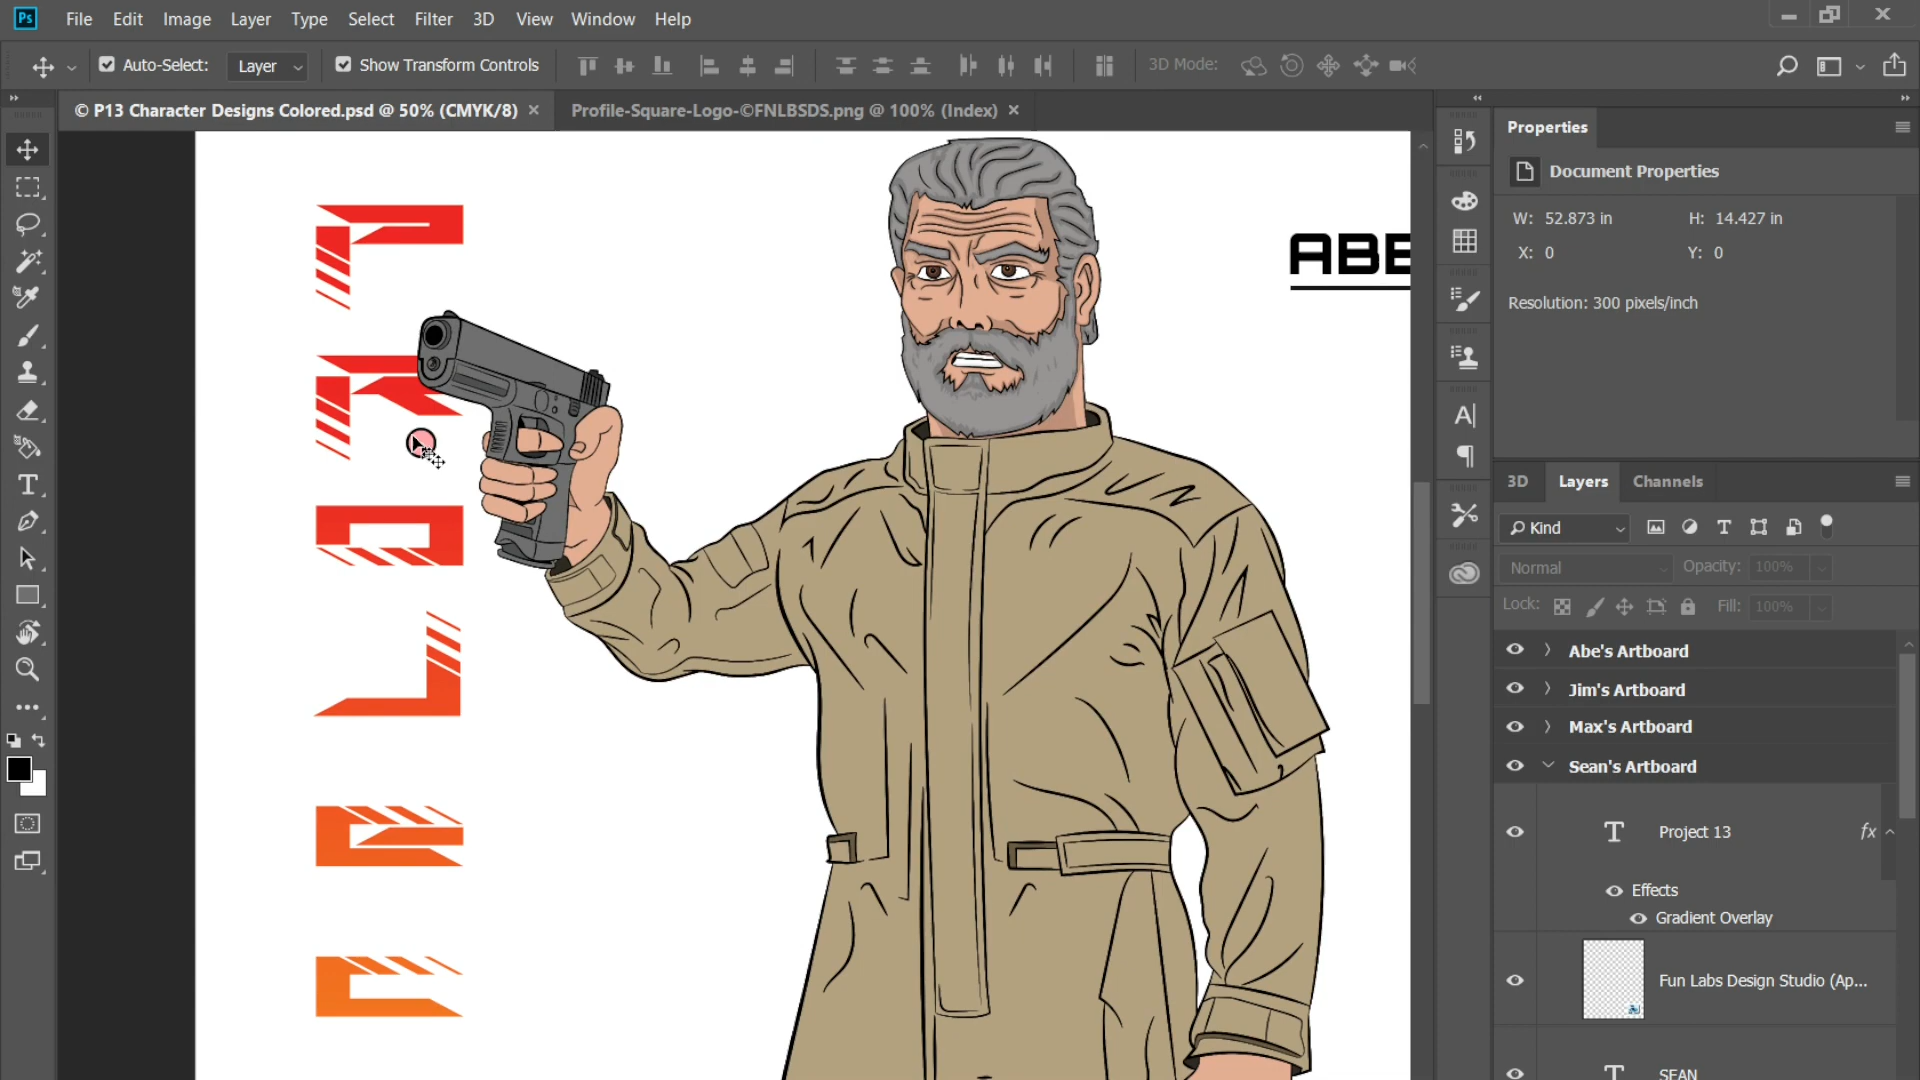 Ps File Edit Image Layer Type Select Filter 3D View Window Help
Auto-Select: Layer Show Transform Controls 3D Mode:
© P13 Character Designs Colored.psd @ 50% (CMYK/8) × Profile-Square-Logo-©FNLBSDS.png @ 100% (Index) ×
Properties
Document Properties
W: 52.873 in H: 14.427 in
X: 0 Y: 0
Resolution: 300 pixels/inch
ABE
3D Layers Channels
Kind
Normal Opacity: 100%
Lock: Fill: 100%
Abe's Artboard
Jim's Artboard
Max's Artboard
Sean's Artboard
Project 13 fx
Effects
Gradient Overlay
Fun Labs Design Studio (Ap...
SEAN